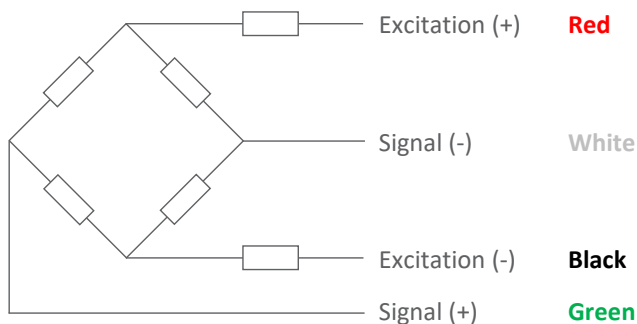 Excitation (+) Red
Signal (-) White
Excitation (-) Black
Signal (+) Green